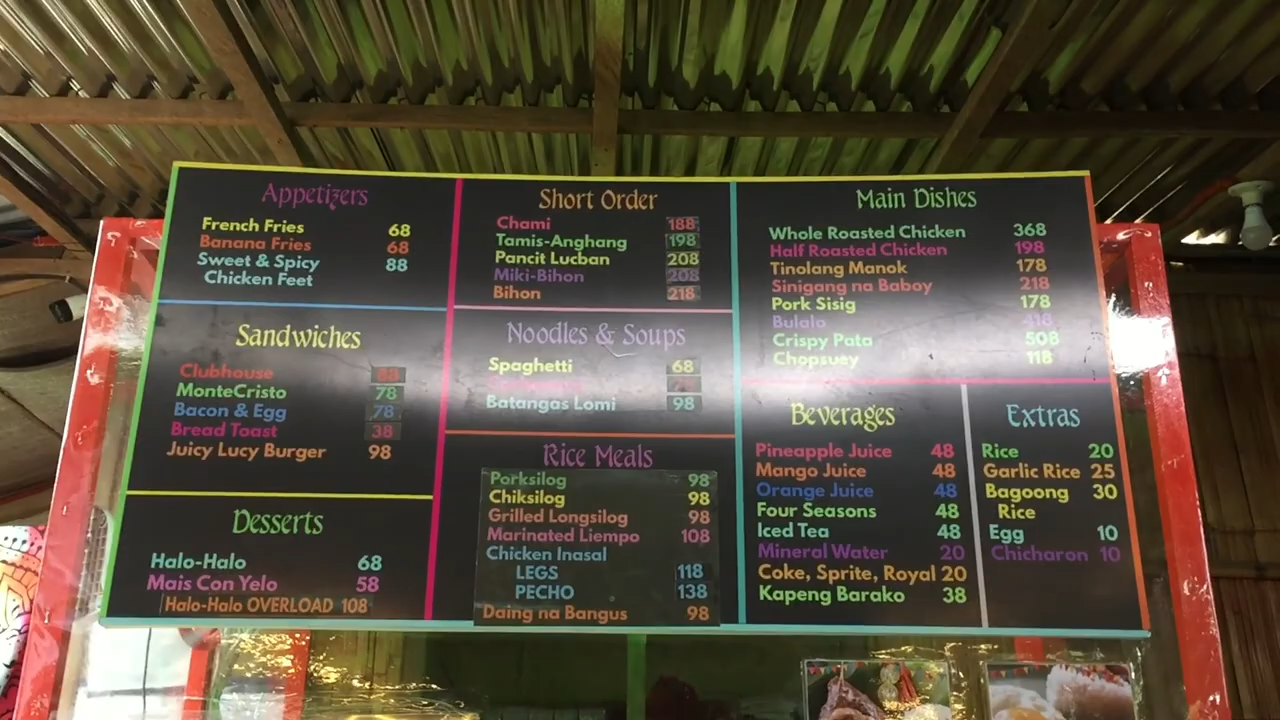 Appetizers
French Fries 68
Banana Fries 68
Sweet & Spicy 88
Chicken Feet
Sandwiches
Clubhouse 88
MonteCristo 78
Bacon & Egg 78
Bread Toast 38
Juicy Lucy Burger 98
Desserts
Halo-Halo 68
Mais Con Yelo 58
Halo-Halo OVERLOAD 108
Short Order
Chami 188
Tamis-Anghang 198
Pancit Lucban 208
Miki-Bihon 208
Bihon 218
Noodles & Soups
Spaghetti 68
Batangas Lomi 98
Rice Meals
Porksilog 98
Chiksilog 98
Grilled Longsilog 98
Marinated Liempo 108
Chicken Inasal
LEGS 118
PECHO 138
Daing na Bangus 98
Main Dishes
Whole Roasted Chicken 368
Half Roasted Chicken 198
Tinolang Manok 178
Sinigang na Baboy 218
Pork Sisig 178
Bulalo 418
Crispy Pata 508
Chopsuey 118
Beverages
Pineapple Juice 48
Mango Juice 48
Orange Juice 48
Four Seasons 48
Iced Tea 48
Mineral Water 20
Coke, Sprite, Royal 20
Kapeng Barako 38
Extras
Rice 20
Garlic Rice 25
Bagoong 30
Rice
Egg 10
Chicharon 10